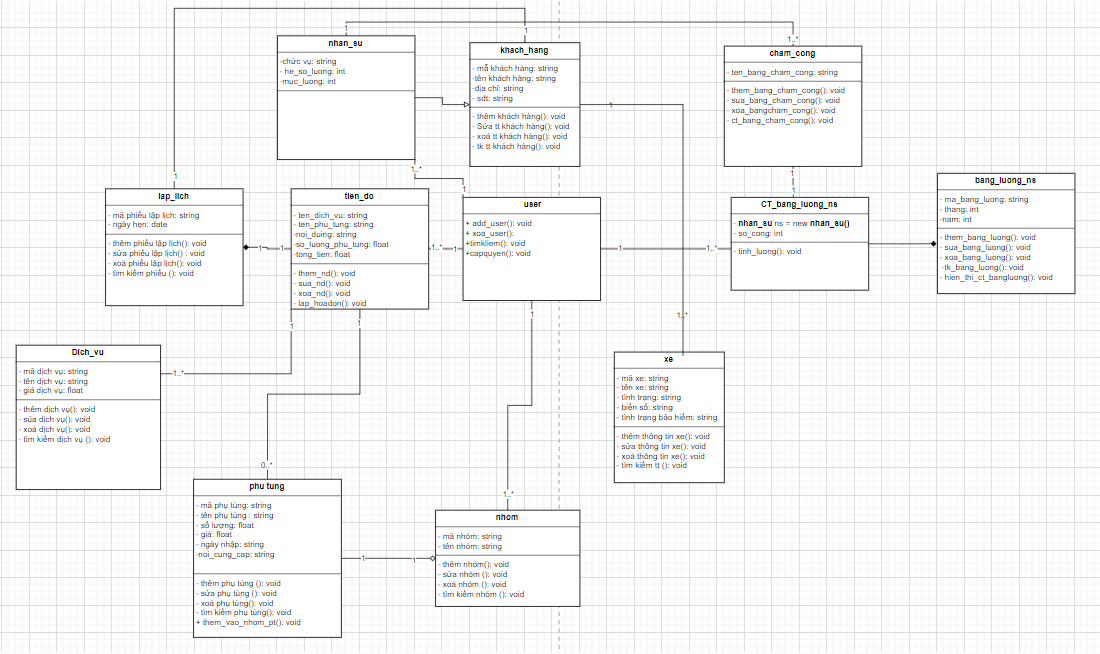 nhan_su
-chức vụ: string
- he_so_luong: int
-muc_luong: int
khach_hang
- mã khách hàng: string
-tên khách hàng: string
-địa chỉ: string
- sđt: string
- thêm khách hàng(): void
- Sửa tt khách hàng(): void
- xoá tt khách hàng(): void
- tk tt khách hàng(): void
cham_cong
- ten_bang_cham_cong: string
- them_bang_cham_cong(): void
- sua_bang_cham_cong(): void
- xoa_bangcham_cong(): void
- ct_bang_cham_cong(): void
lap_lich
- mã phiếu lập lịch: string
- ngày hẹn: date
- thêm phiếu lập lịch(): void
- sửa phiếu lập lịch() : void
- xoá phiếu lập lịch(): void
- tìm kiếm phiếu (): void
tien_do
- ten_dich_vu: string
- ten_phu_tung: string
-noi_dung: string
-so_luong_phu_tung: float
-tong_tien: float
- them_nd(): void
- sua_nd(): void
- xoa_nd(): void
- lap_hoadon(): void
user
+ add_user(): void
+ xoa_user():
+timkiem(): void
+capquyen(): void
CT_bang_luong_ns
- nhan_su ns = new nhan_su()
- so_cong: int
- tinh_luong(): void
bang_luong_ns
- ma_bang_luong: string
- thang: int
-nam: int
- them_bang_luong(): void
- sua_bang_luong(): void
- xoa_bang_luong(): void
-tk_bang_luong(): void
- hien_thi_ct_bangluong(): void
Dich_vu
- mã dịch vụ: string
- tên dịch vụ: string
- giá dịch vụ: float
- thêm dịch vụ(): void
- sửa dịch vụ(): void
- xoá dịch vụ(): void
- tìm kiếm dịch vụ (): void
xe
- mã xe: string
- tên xe: string
- tình trạng: string
- biển số: string
- tình trạng bảo hiểm: string
- thêm thông tin xe(): void
- sửa thông tin xe(): void
- xoá thông tin xe(): void
- tìm kiếm tt (): void
phu tung
- mã phụ tùng: string
- tên phụ tùng : string
- số lượng: float
- giá: float
- ngày nhập: string
-noi_cung_cap: string
- thêm phụ tùng (): void
- sửa phụ tùng (): void
- xoá phụ tùng(): void
- tìm kiếm phụ tùng(): void
+ them_vao_nhom_pt(): void
nhom
- mã nhóm: string
- tên nhóm: string
- thêm nhóm(): void
- sửa nhóm (): void
- xoá nhóm (): void
- tìm kiếm nhóm (): void
1
1
1
1..*
1
1..*
1
1
1
1
1
1..*
1
1
1..*
1..*
1
1
1
1..*
0..*
1..*
1
1